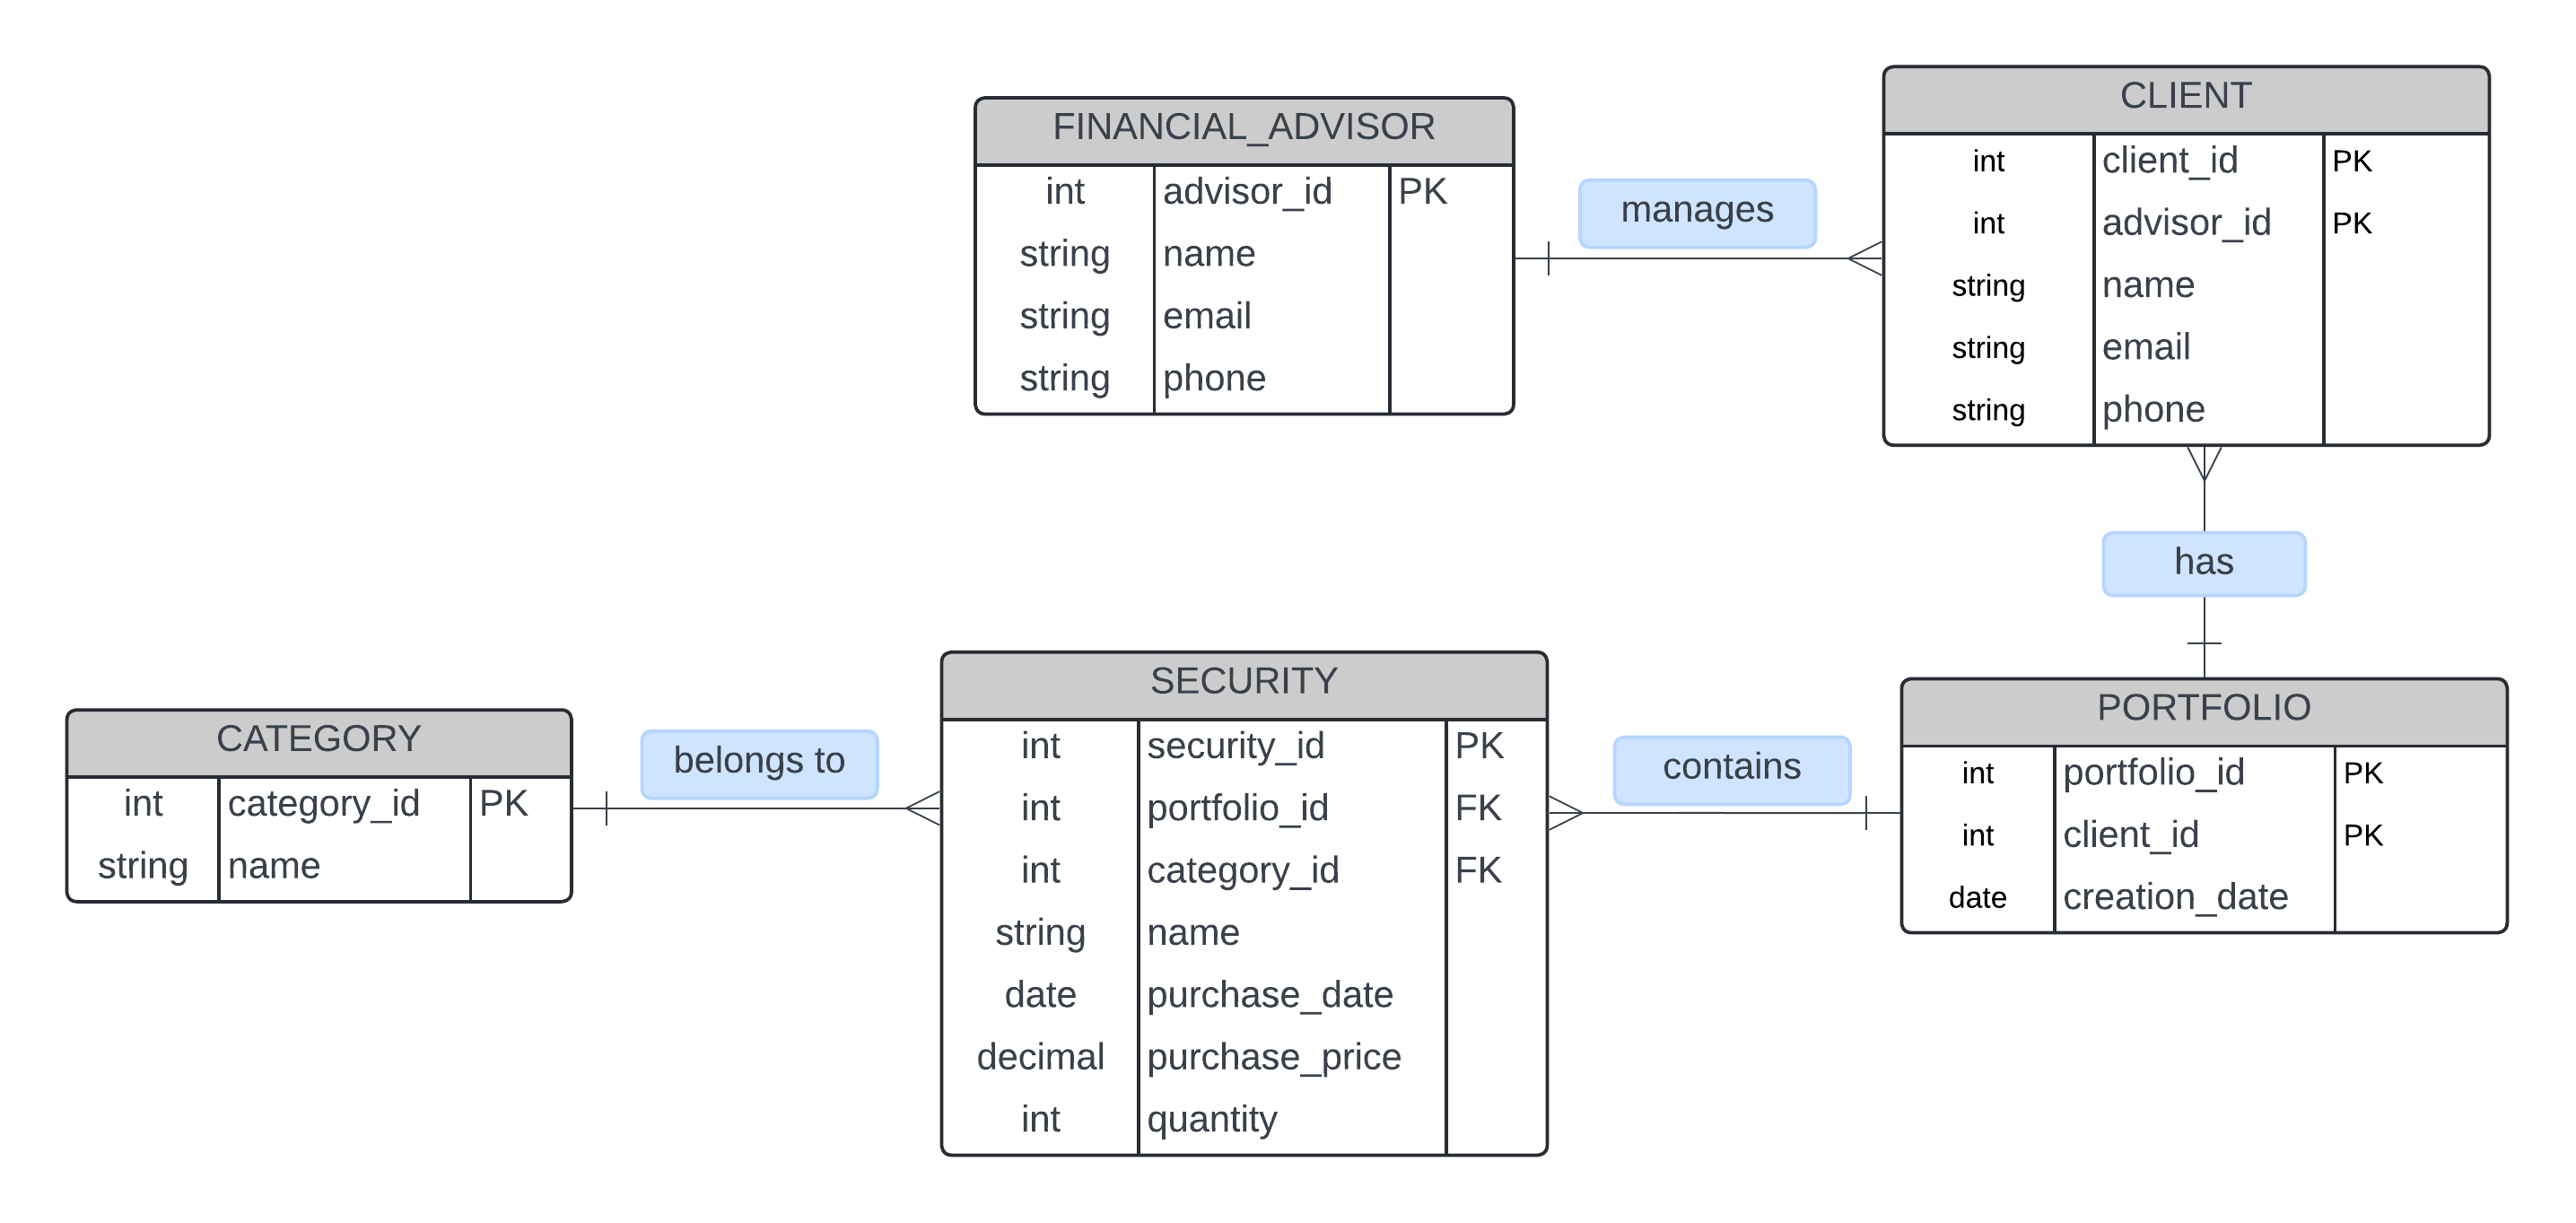 FINANCIAL_ADVISOR
int advisor_id PK
string name
string email
string phone
manages
CLIENT
int client_id PK
int advisor_id PK
string name
string email
string phone
has
CATEGORY
int category_id PK
string name
belongs to
SECURITY
int security_id PK
int portfolio_id FK
int category_id FK
string name
date purchase_date
decimal purchase_price
int quantity
contains
PORTFOLIO
int portfolio_id PK
int client_id PK
date creation_date